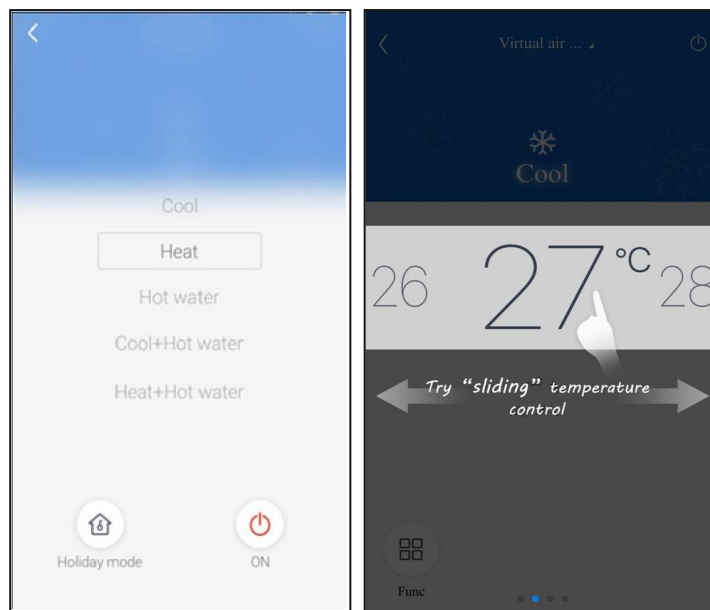 Cool
Heat
Hot water
Cool+Hot water
Heat+Hot water
Holiday mode
ON
Virtual air ...
Cool
26 27°C 28
Try “sliding” temperature
control
Func